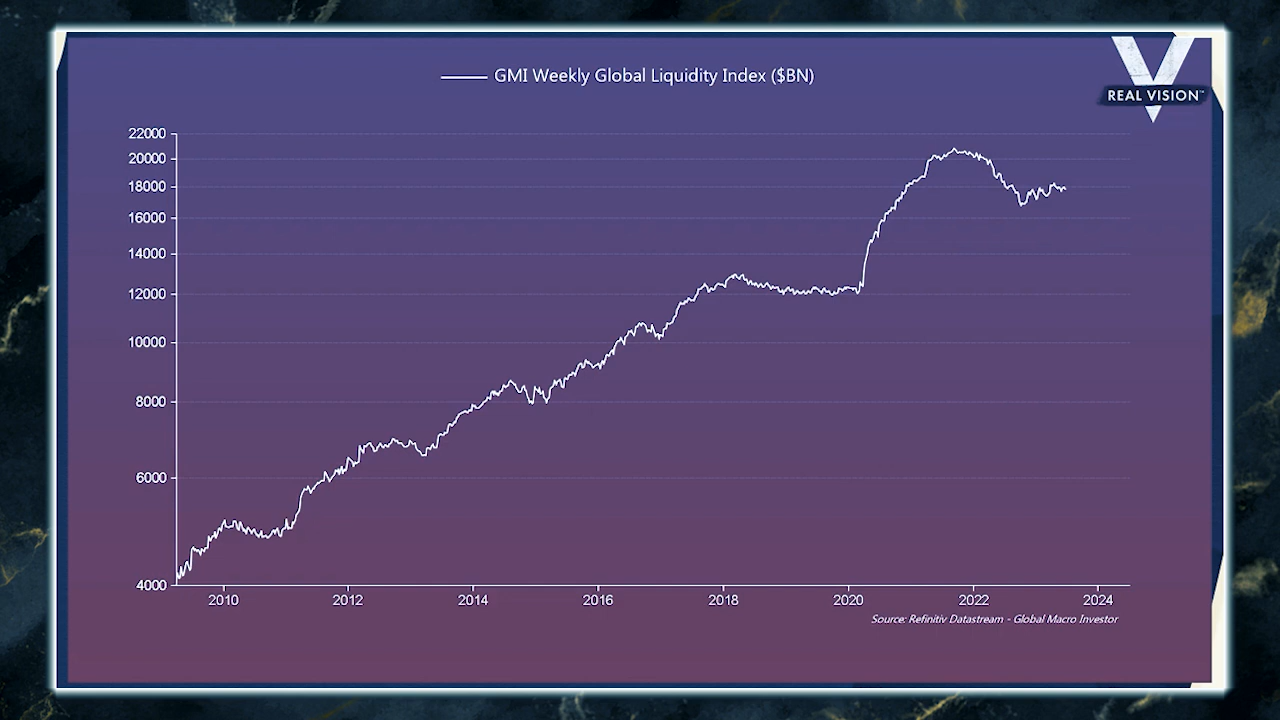 GMI Weekly Global Liquidity Index ($BN)
REAL VISION™
22000
20000
18000
16000
14000
12000
10000
8000
6000
4000
2010 2012 2014 2016 2018 2020 2022 2024
Source: Refinitiv Datastream - Global Macro Investor